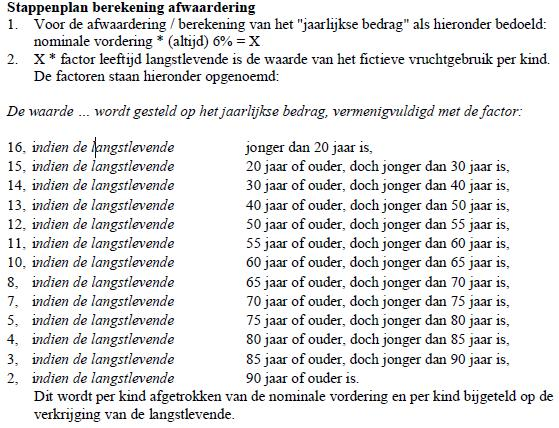 Stappenplan berekening afwaardering
1. Voor de afwaardering / berekening van het "jaarlijkse bedrag" als hieronder bedoeld:
nominale vordering * (altijd) 6% = X
2. X * factor leeftijd langstlevende is de waarde van het fictieve vruchtgebruik per kind.
De factoren staan hieronder opgenoemd:
De waarde ... wordt gesteld op het jaarlijkse bedrag, vermenigvuldigd met de factor:
16, indien de langstlevende jonger dan 20 jaar is,
15, indien de langstlevende 20 jaar of ouder, doch jonger dan 30 jaar is,
14, indien de langstlevende 30 jaar of ouder, doch jonger dan 40 jaar is,
13, indien de langstlevende 40 jaar of ouder, doch jonger dan 50 jaar is,
12, indien de langstlevende 50 jaar of ouder, doch jonger dan 55 jaar is,
11, indien de langstlevende 55 jaar of ouder, doch jonger dan 60 jaar is,
10, indien de langstlevende 60 jaar of ouder, doch jonger dan 65 jaar is,
8, indien de langstlevende 65 jaar of ouder, doch jonger dan 70 jaar is,
7, indien de langstlevende 70 jaar of ouder, doch jonger dan 75 jaar is,
5, indien de langstlevende 75 jaar of ouder, doch jonger dan 80 jaar is,
4, indien de langstlevende 80 jaar of ouder, doch jonger dan 85 jaar is,
3, indien de langstlevende 85 jaar of ouder, doch jonger dan 90 jaar is,
2, indien de langstlevende 90 jaar of ouder is.
Dit wordt per kind afgetrokken van de nominale vordering en per kind bijgeteld op de
verkrijging van de langstlevende.